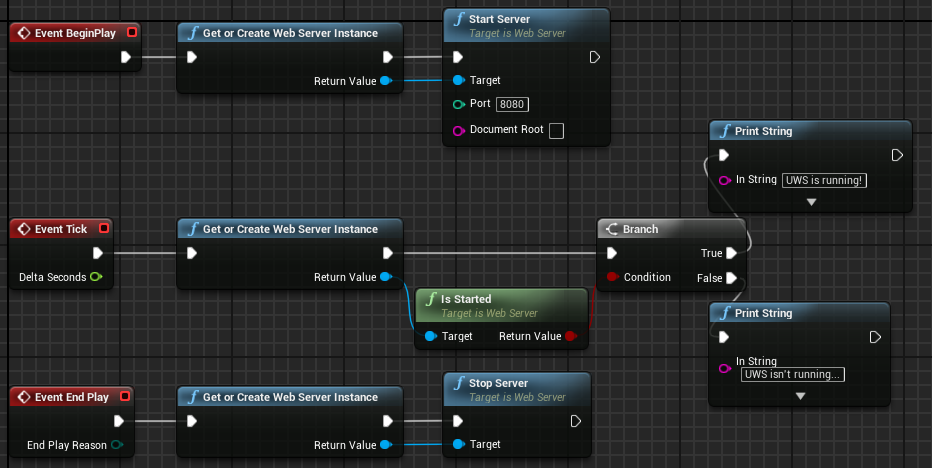 Event BeginPlay
Get or Create Web Server Instance
Return Value
Start Server
Target is Web Server
Target
Port 8080
Document Root
Print String
In String UWS is running!
Event Tick
Delta Seconds
Get or Create Web Server Instance
Return Value
Is Started
Target is Web Server
Target Return Value
Branch
True
Condition False
Print String
In String
UWS isn't running...
Event End Play
End Play Reason
Get or Create Web Server Instance
Return Value
Stop Server
Target is Web Server
Target